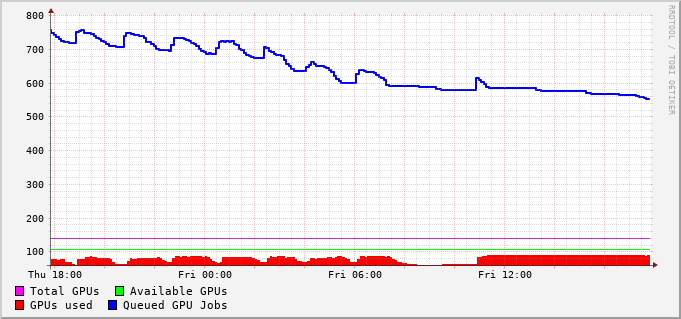 800
700
600
500
400
300
200
100
Thu 18:00 Fri 00:00 Fri 06:00 Fri 12:00
Total GPUs Available GPUs
GPUs used Queued GPU Jobs
RRDTOOL / TOBI OETIKER